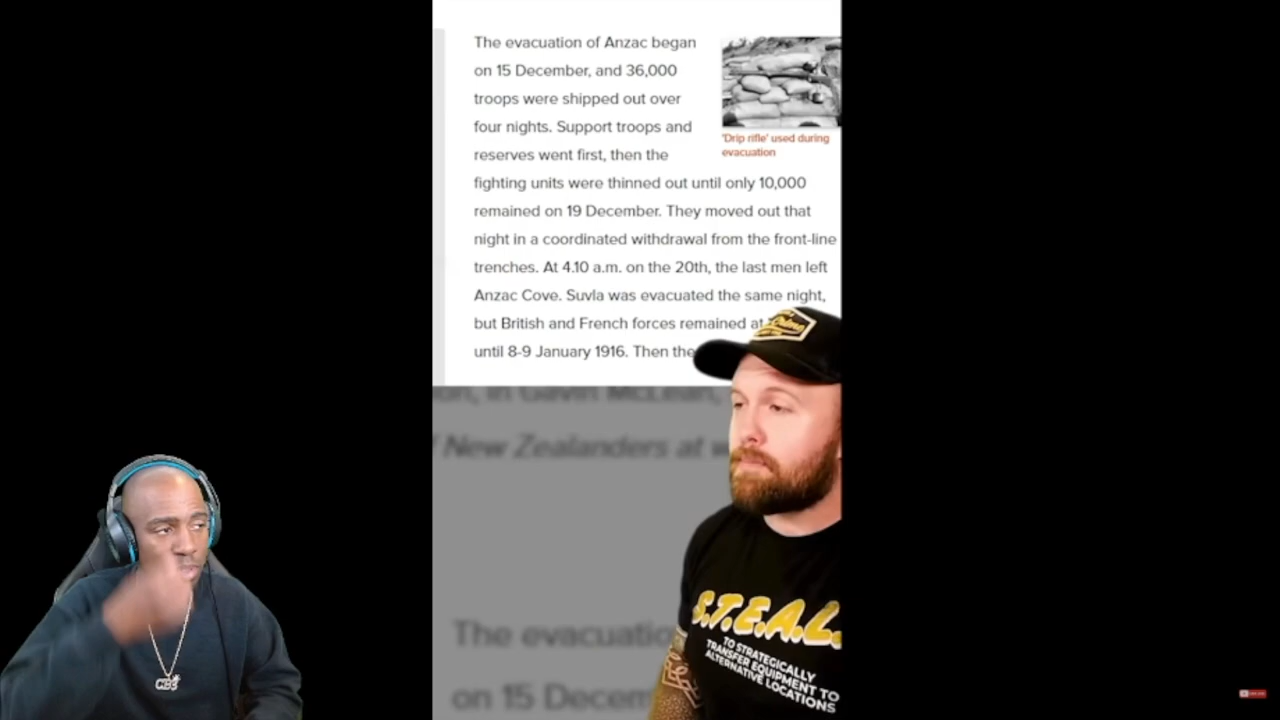 The evacuation of Anzac began
on 15 December, and 36,000
troops were shipped out over
four nights. Support troops and
reserves went first, then the
'Drip rifle' used during
evacuation
fighting units were thinned out until only 10,000
remained on 19 December. They moved out that
night in a coordinated withdrawal from the front-line
trenches. At 4.10 a.m. on the 20th, the last men left
Anzac Cove. Suvla was evacuated the same night,
but British and French forces remained at
until 8-9 January 1916. Then the
on, in Gavin McLean,
f New Zealanders at w
The evacuatio
on 15 Decem
S.T.E.A.L.
TO STRATEGICALLY
TRANSFER EQUIPMENT TO
ALTERNATIVE LOCATIONS